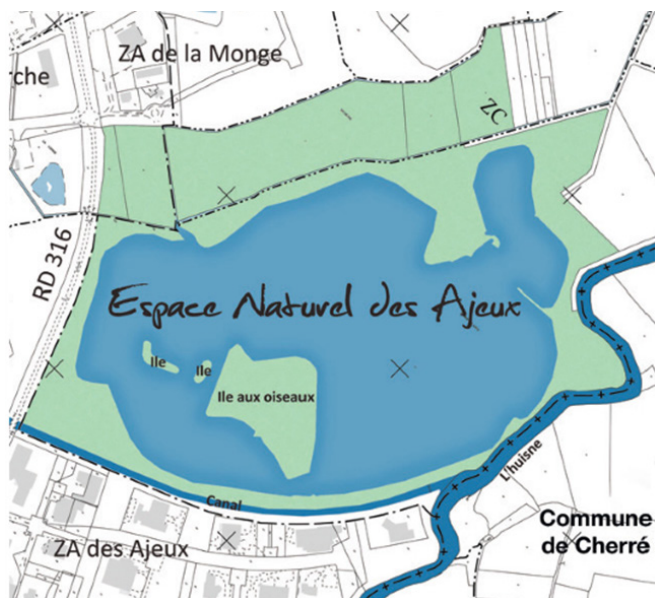 ZA de la Monge
rche
ZC
RD 316
Espace Naturel des Ajeux
Ile
Ile
Ile aux oiseaux
Canal
L'huisne
Commune
de Cherré
ZA des Ajeux